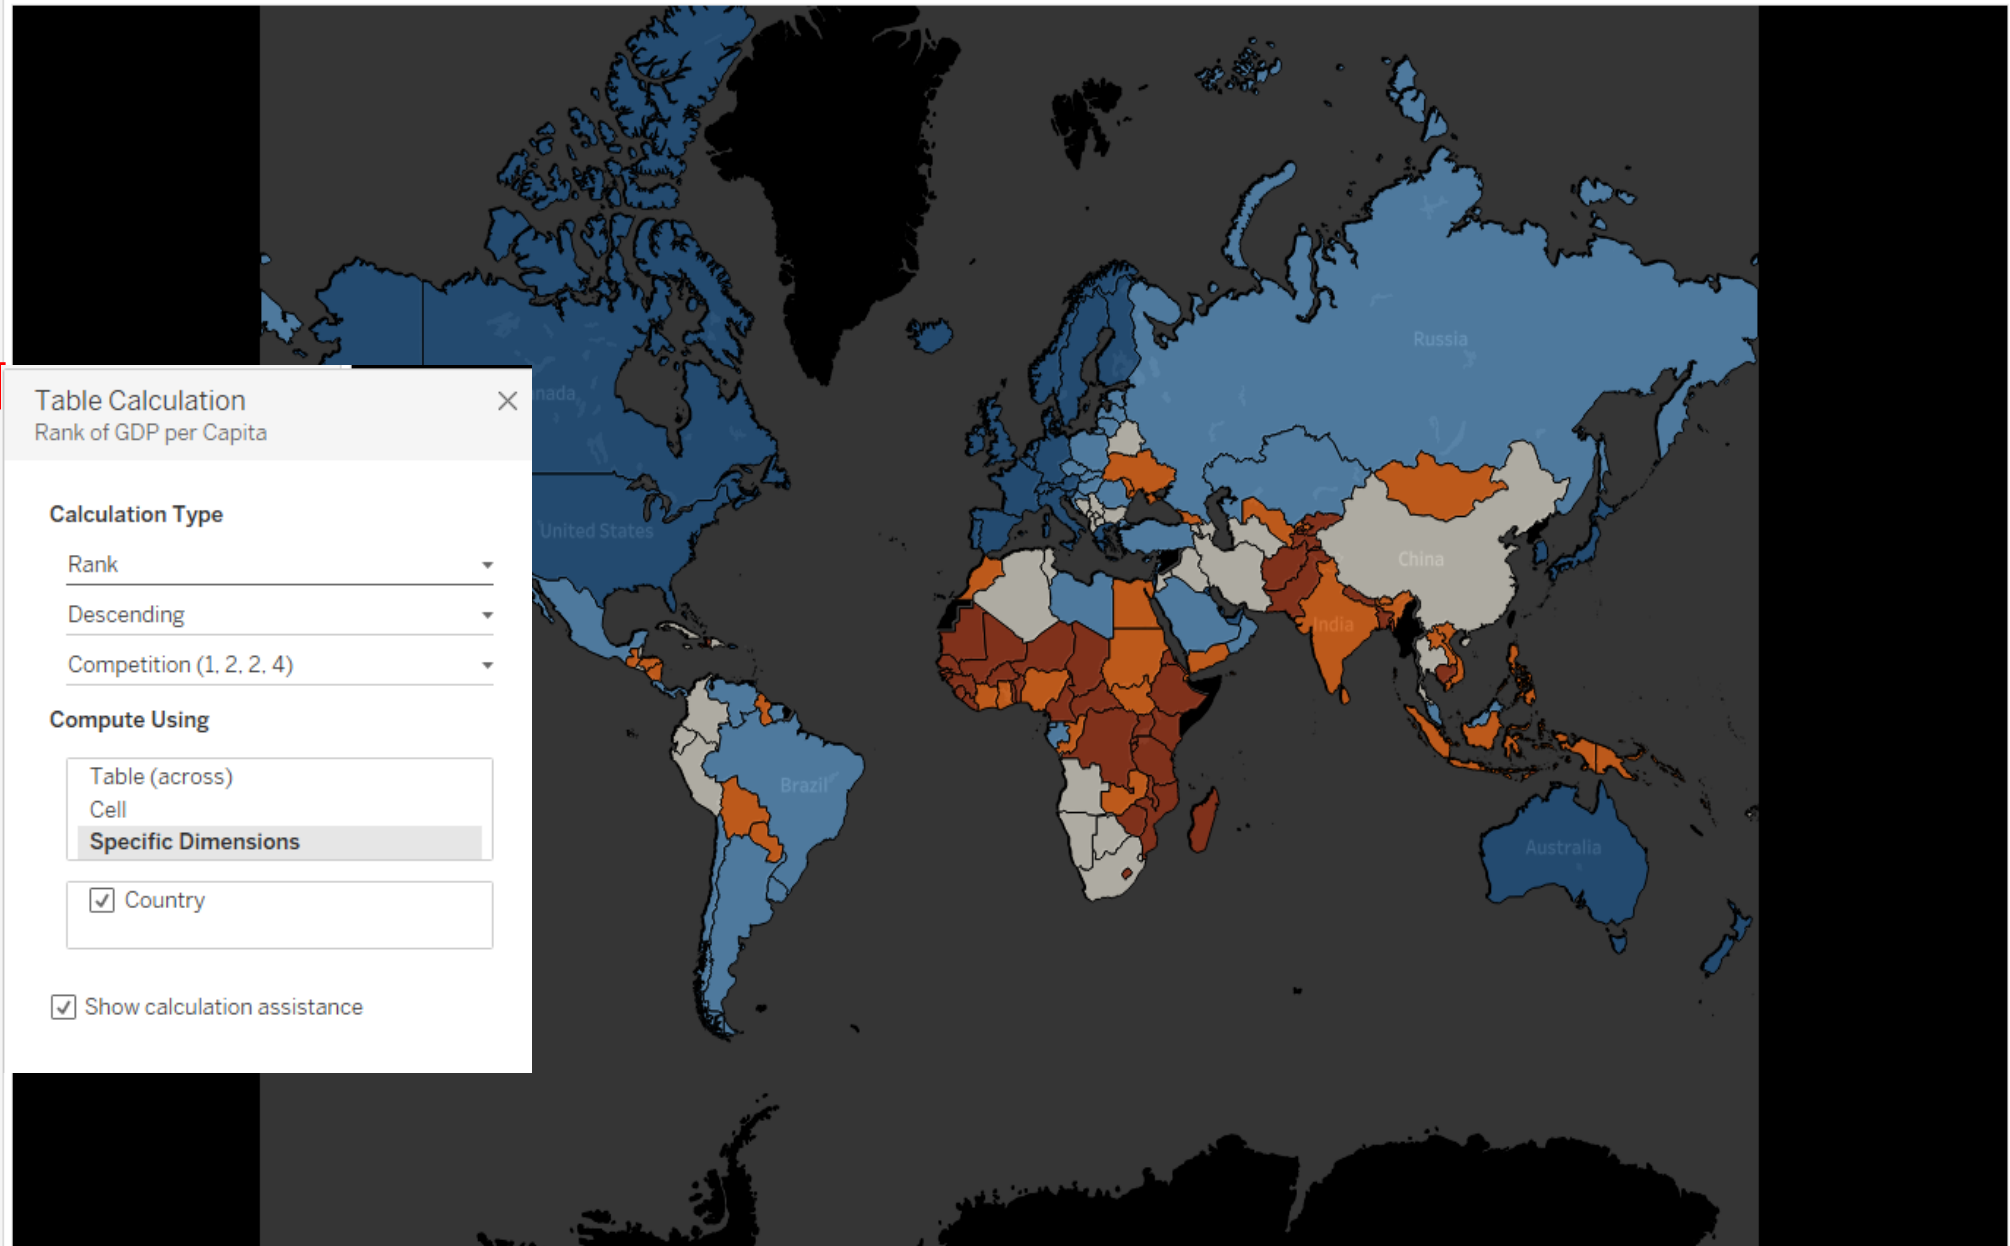 Table Calculation
Rank of GDP per Capita
Calculation Type
Rank
Descending
Competition (1, 2, 2, 4)
Compute Using
Table (across)
Cell
Specific Dimensions
Country
Show calculation assistance
nada
United States
Brazil
Russia
China
India
Australia